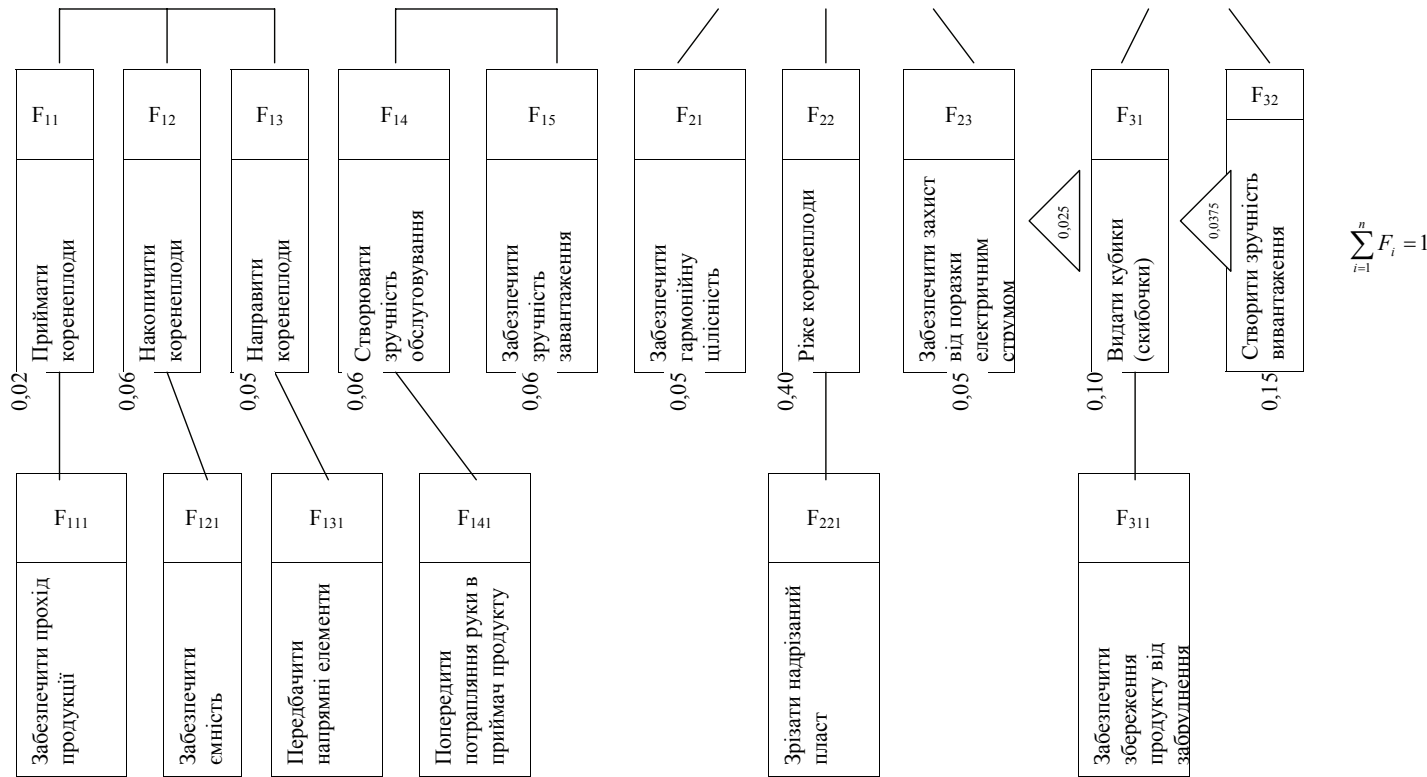 F11
Приймати
коренеплоди
0,02
F12
Накопичити
коренеплоди
0,06
F13
Направити
коренеплоди
0,05
F14
Створювати
зручність
обслуговування
0,06
F15
Забезпечити
зручність
завантаження
0,06
F21
Забезпечити
гармонійну
цілісність
0,05
F22
Ріже коренеплоди
0,40
F23
Забезпечити захист
від поразки
електричним
струмом
0,05
0,025
F31
Видати кубики
(скибочки)
0,10
0,0375
F32
Створити зручність
вивантаження
0,15
n
∑ Fi = 1
i=1
F111
Забезпечити прохід
продукції
F121
Забезпечити
ємність
F131
Передбачити
напрямні елементи
F141
Попередити
потрапляння руки в
приймач продукту
F221
Зрізати надрізаний
пласт
F311
Забезпечити
збереження
продукту від
забруднення